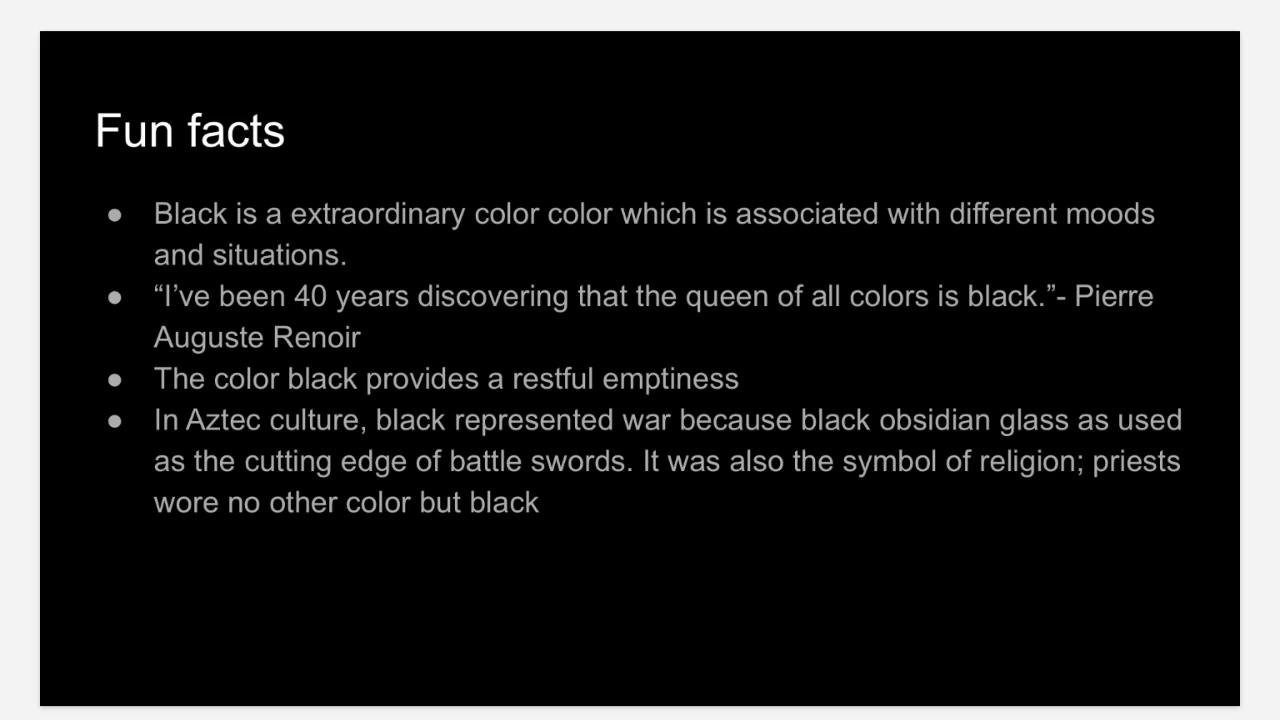 Fun facts
● Black is a extraordinary color color which is associated with different moods
and situations.
● “I’ve been 40 years discovering that the queen of all colors is black.”- Pierre
Auguste Renoir
● The color black provides a restful emptiness
● In Aztec culture, black represented war because black obsidian glass as used
as the cutting edge of battle swords. It was also the symbol of religion; priests
wore no other color but black